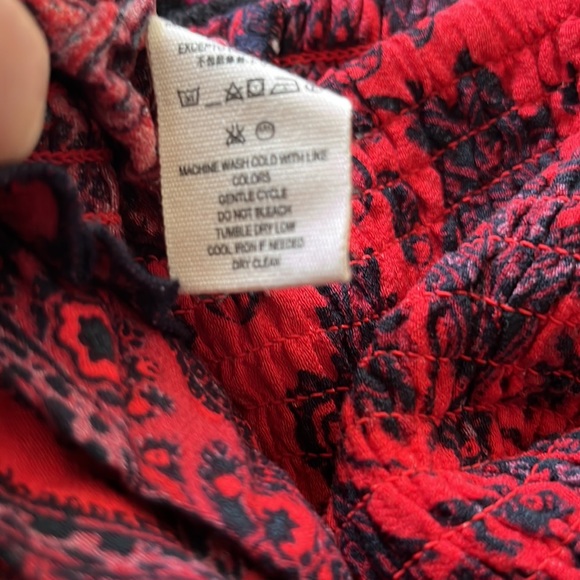 MACHINE WASH COLD WITH LIKE
COLORS
GENTLE CYCLE
DO NOT BLEACH
TUMBLE DRY LOW
COOL IRON IF NEEDED
DRY CLEAN